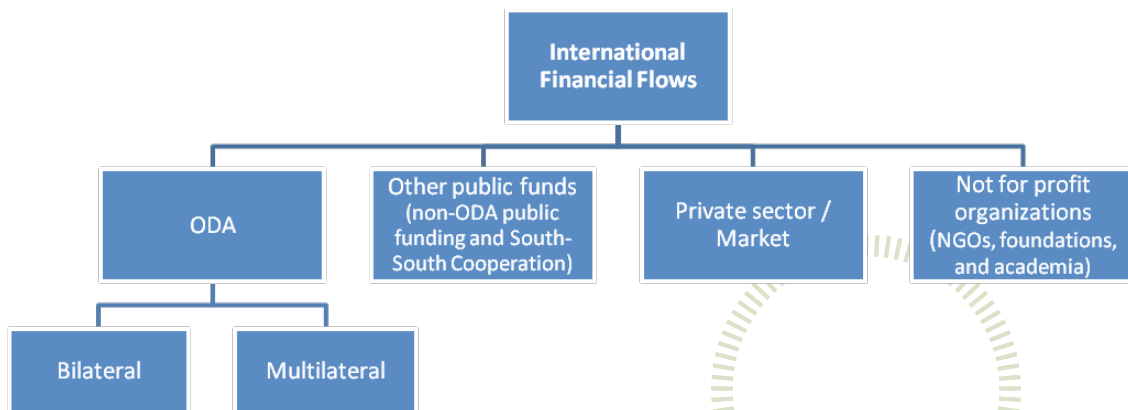 International
Financial Flows
ODA
Other public funds
(non-ODA public
funding and South-
South Cooperation)
Private sector /
Market
Not for profit
organizations
(NGOs, foundations,
and academia)
Bilateral
Multilateral